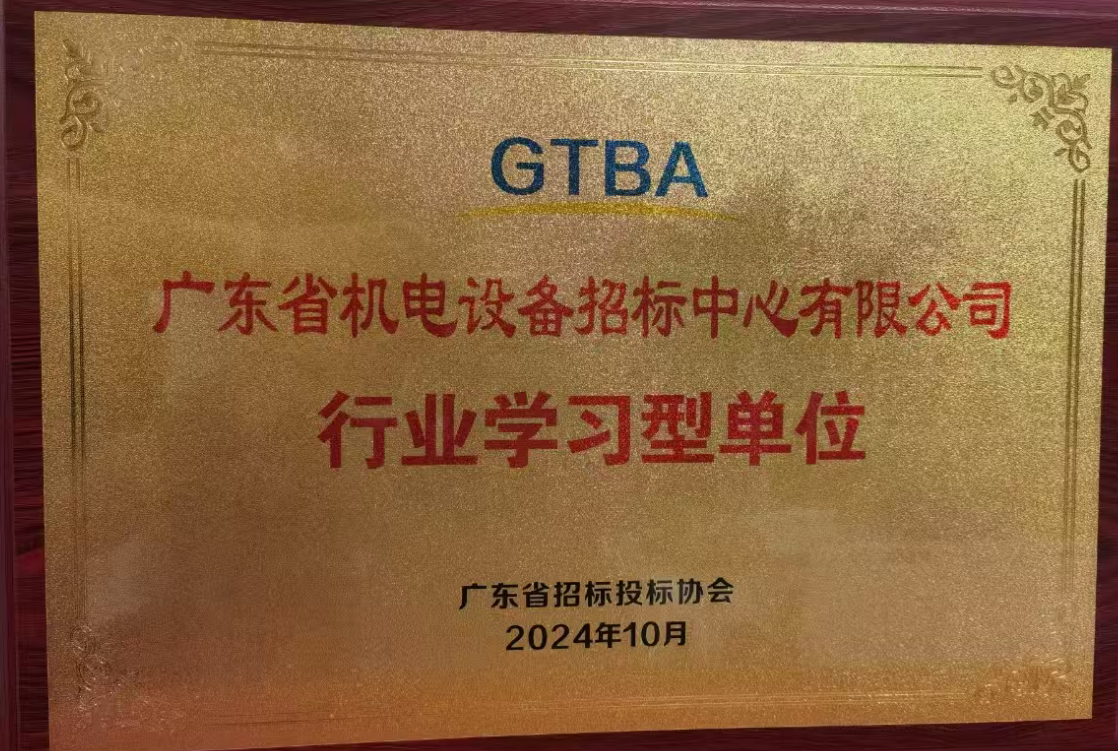 GTBA
广东省机电设备招标中心有限公司
行业学习型单位
广东省招标投标协会
2024年10月